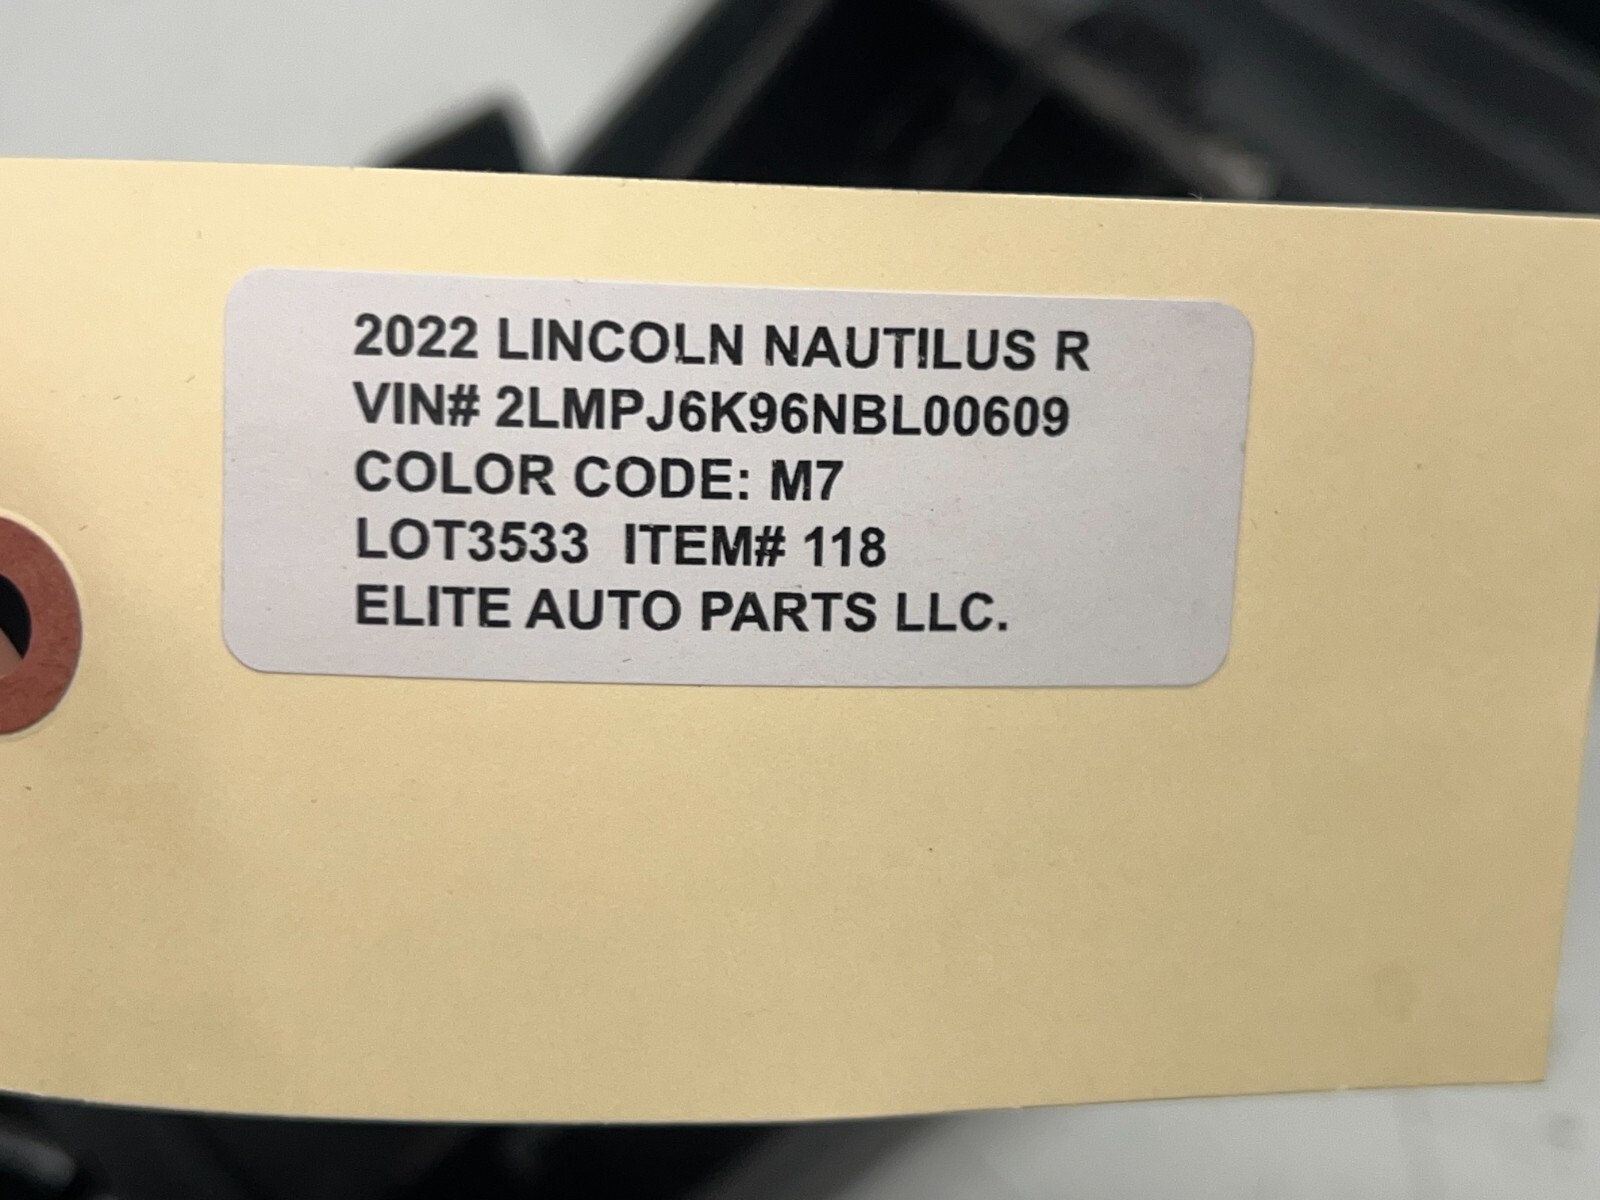 2022 LINCOLN NAUTILUS R
VIN# 2LMPJ6K96NBL00609
COLOR CODE: M7
LOT3533  ITEM# 118
ELITE AUTO PARTS LLC.